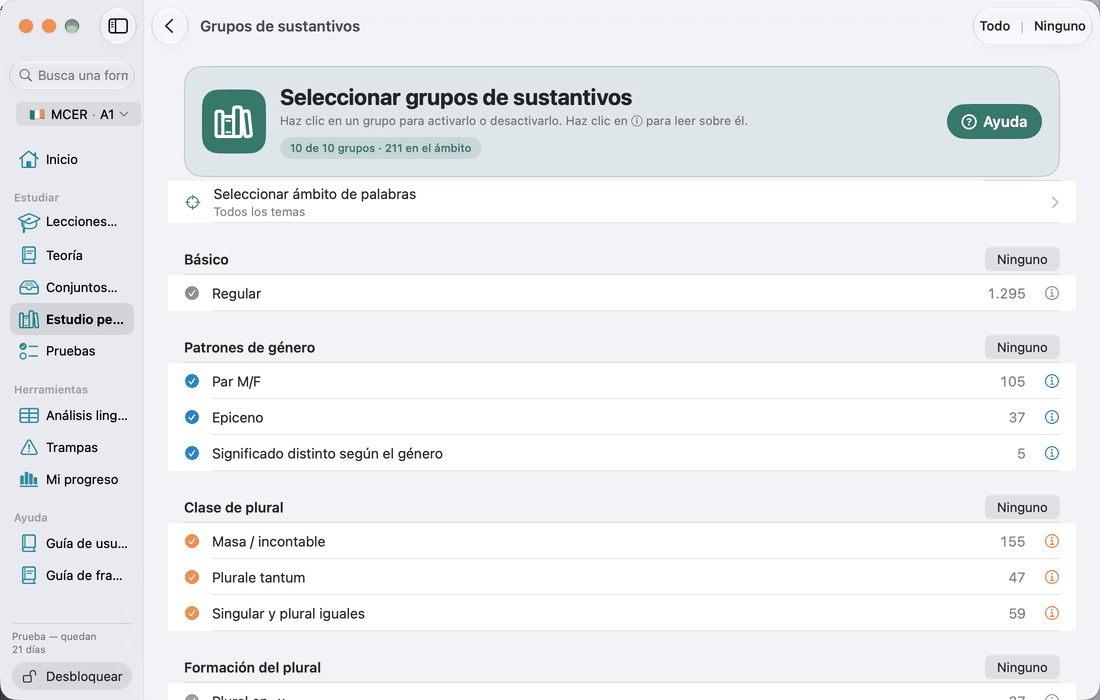 Grupos de sustantivos
Todo
Ninguno
Busca una forn
MCER · A1
Inicio
Estudiar
Lecciones...
Teoría
Conjuntos...
Estudio pe...
Pruebas
Herramientas
Análisis ling...
Trampas
Mi progreso
Ayuda
Guía de usu...
Guía de fra...
Prueba — quedan
21 días
Desbloquear
Seleccionar grupos de sustantivos
Haz clic en un grupo para activarlo o desactivarlo. Haz clic en ⓘ para leer sobre él.
10 de 10 grupos · 211 en el ámbito
Ayuda
Seleccionar ámbito de palabras
Todos los temas
Básico
Ninguno
Regular 1.295
Patrones de género
Ninguno
Par M/F 105
Epiceno 37
Significado distinto según el género 5
Clase de plural
Ninguno
Masa / incontable 155
Plurale tantum 47
Singular y plural iguales 59
Formación del plural
Ninguno